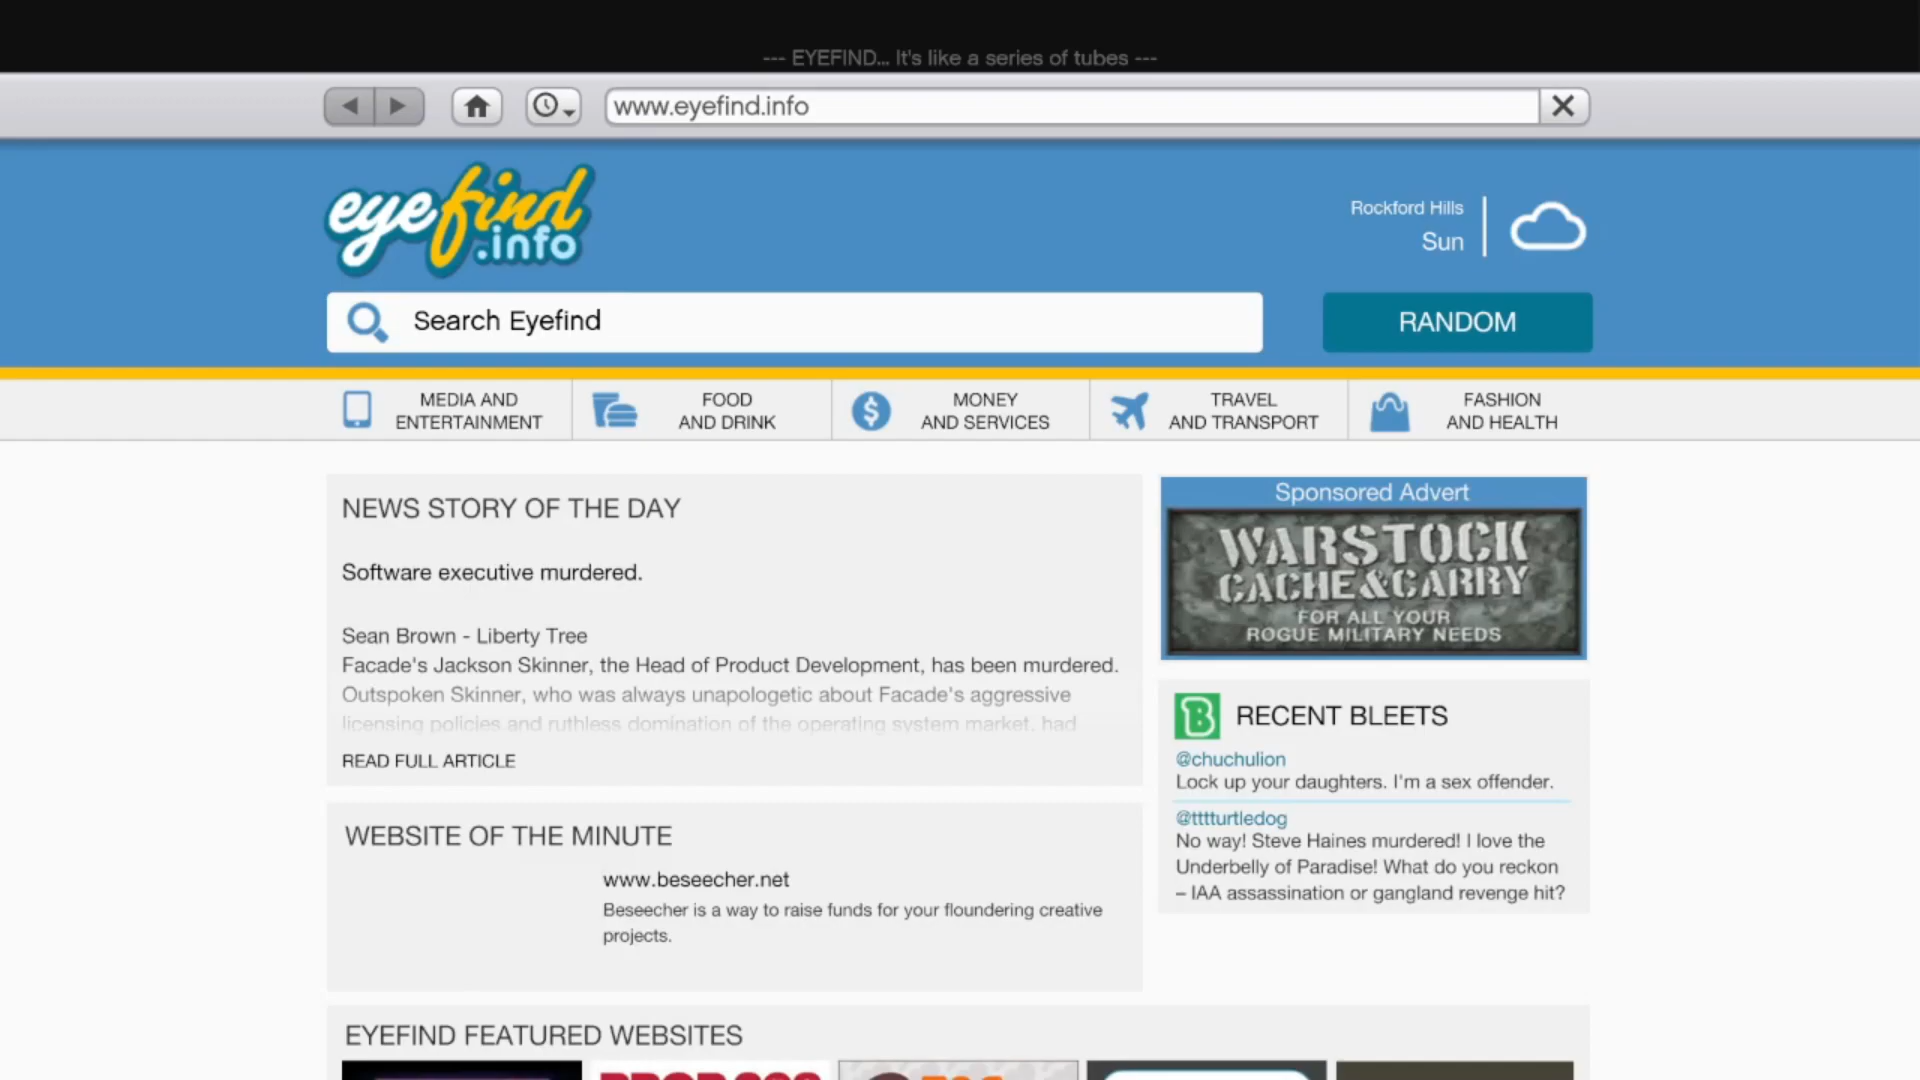 --- EYEFIND... It's like a series of tubes ---
www.eyefind.info
eyefind
.info
Rockford Hills
Sun
Search Eyefind
RANDOM
MEDIA AND
ENTERTAINMENT
FOOD
AND DRINK
MONEY
AND SERVICES
TRAVEL
AND TRANSPORT
FASHION
AND HEALTH
NEWS STORY OF THE DAY
Software executive murdered.
Sean Brown - Liberty Tree
Facade's Jackson Skinner, the Head of Product Development, has been murdered.
Outspoken Skinner, who was always unapologetic about Facade's aggressive
licensing policies and ruthless domination of the operating system market, had
READ FULL ARTICLE
Sponsored Advert
WARSTOCK
CACHE&CARRY
FOR ALL YOUR
ROGUE MILITARY NEEDS
B RECENT BLEETS
@chuchulion
Lock up your daughters. I'm a sex offender.
@tttturtledog
No way! Steve Haines murdered! I love the
Underbelly of Paradise! What do you reckon
– IAA assassination or gangland revenge hit?
WEBSITE OF THE MINUTE
www.beseecher.net
Beseecher is a way to raise funds for your floundering creative
projects.
EYEFIND FEATURED WEBSITES